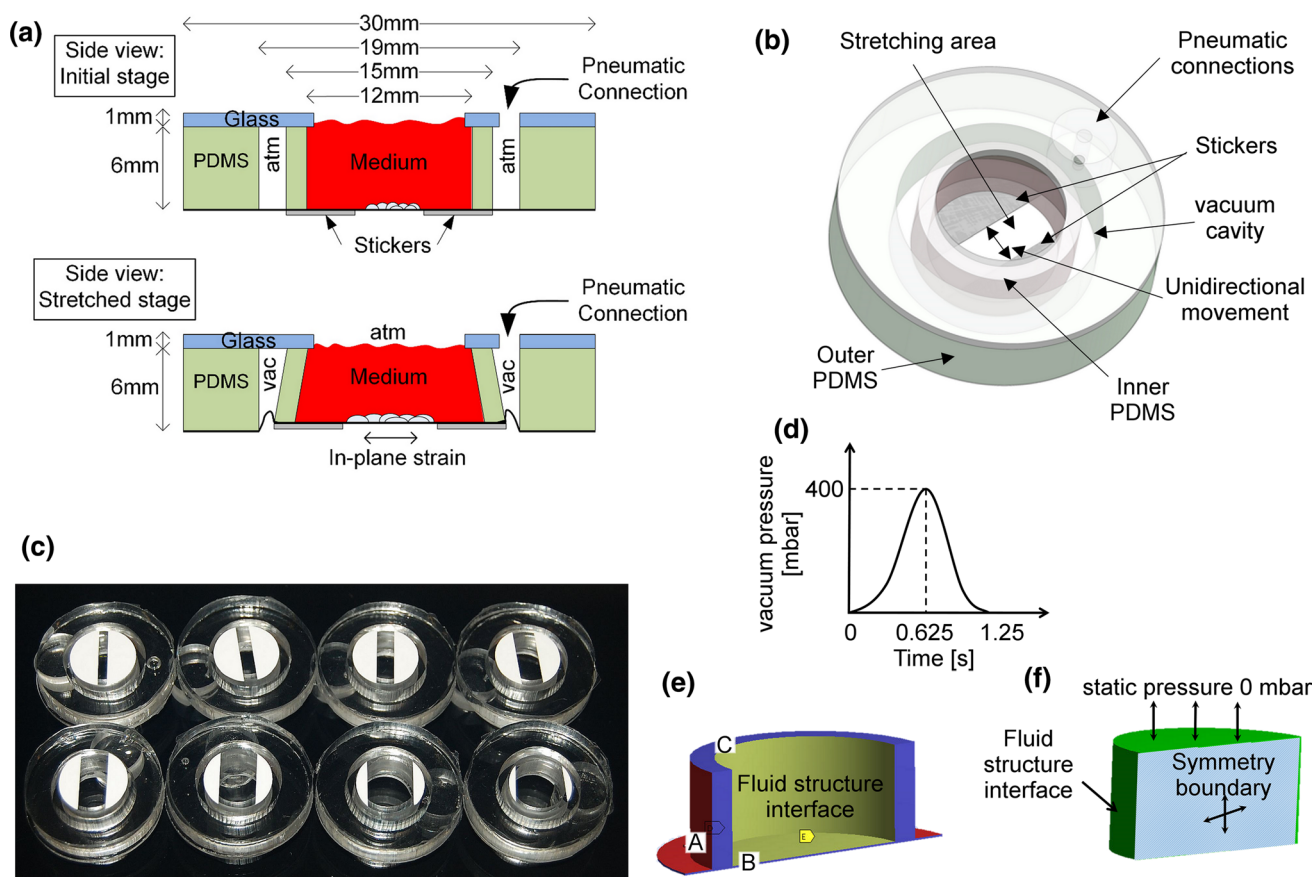 (a)
Side view:
Initial stage
30mm
19mm
15mm
12mm
Pneumatic
Connection
1mm
Glass
6mm
PDMS
atm
Medium
atm
Stickers
Side view:
Stretched stage
Pneumatic
Connection
1mm
Glass
atm
6mm
PDMS
vac
Medium
vac
In-plane strain
(b)
Stretching area
Pneumatic
connections
Stickers
vacuum
cavity
Unidirectional
movement
Outer
PDMS
Inner
PDMS
(c)
(d)
vacuum pressure
[mbar]
400
0
0.625
1.25
Time [s]
(e)
C
Fluid structure
interface
A
B
E
(f)
static pressure 0 mbar
Fluid
structure
interface
Symmetry
boundary